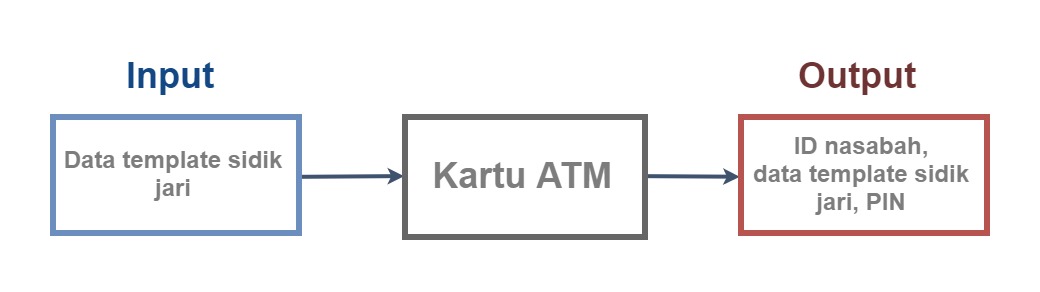 Input
Output
Data template sidik
jari
Kartu ATM
ID nasabah,
data template sidik
jari, PIN